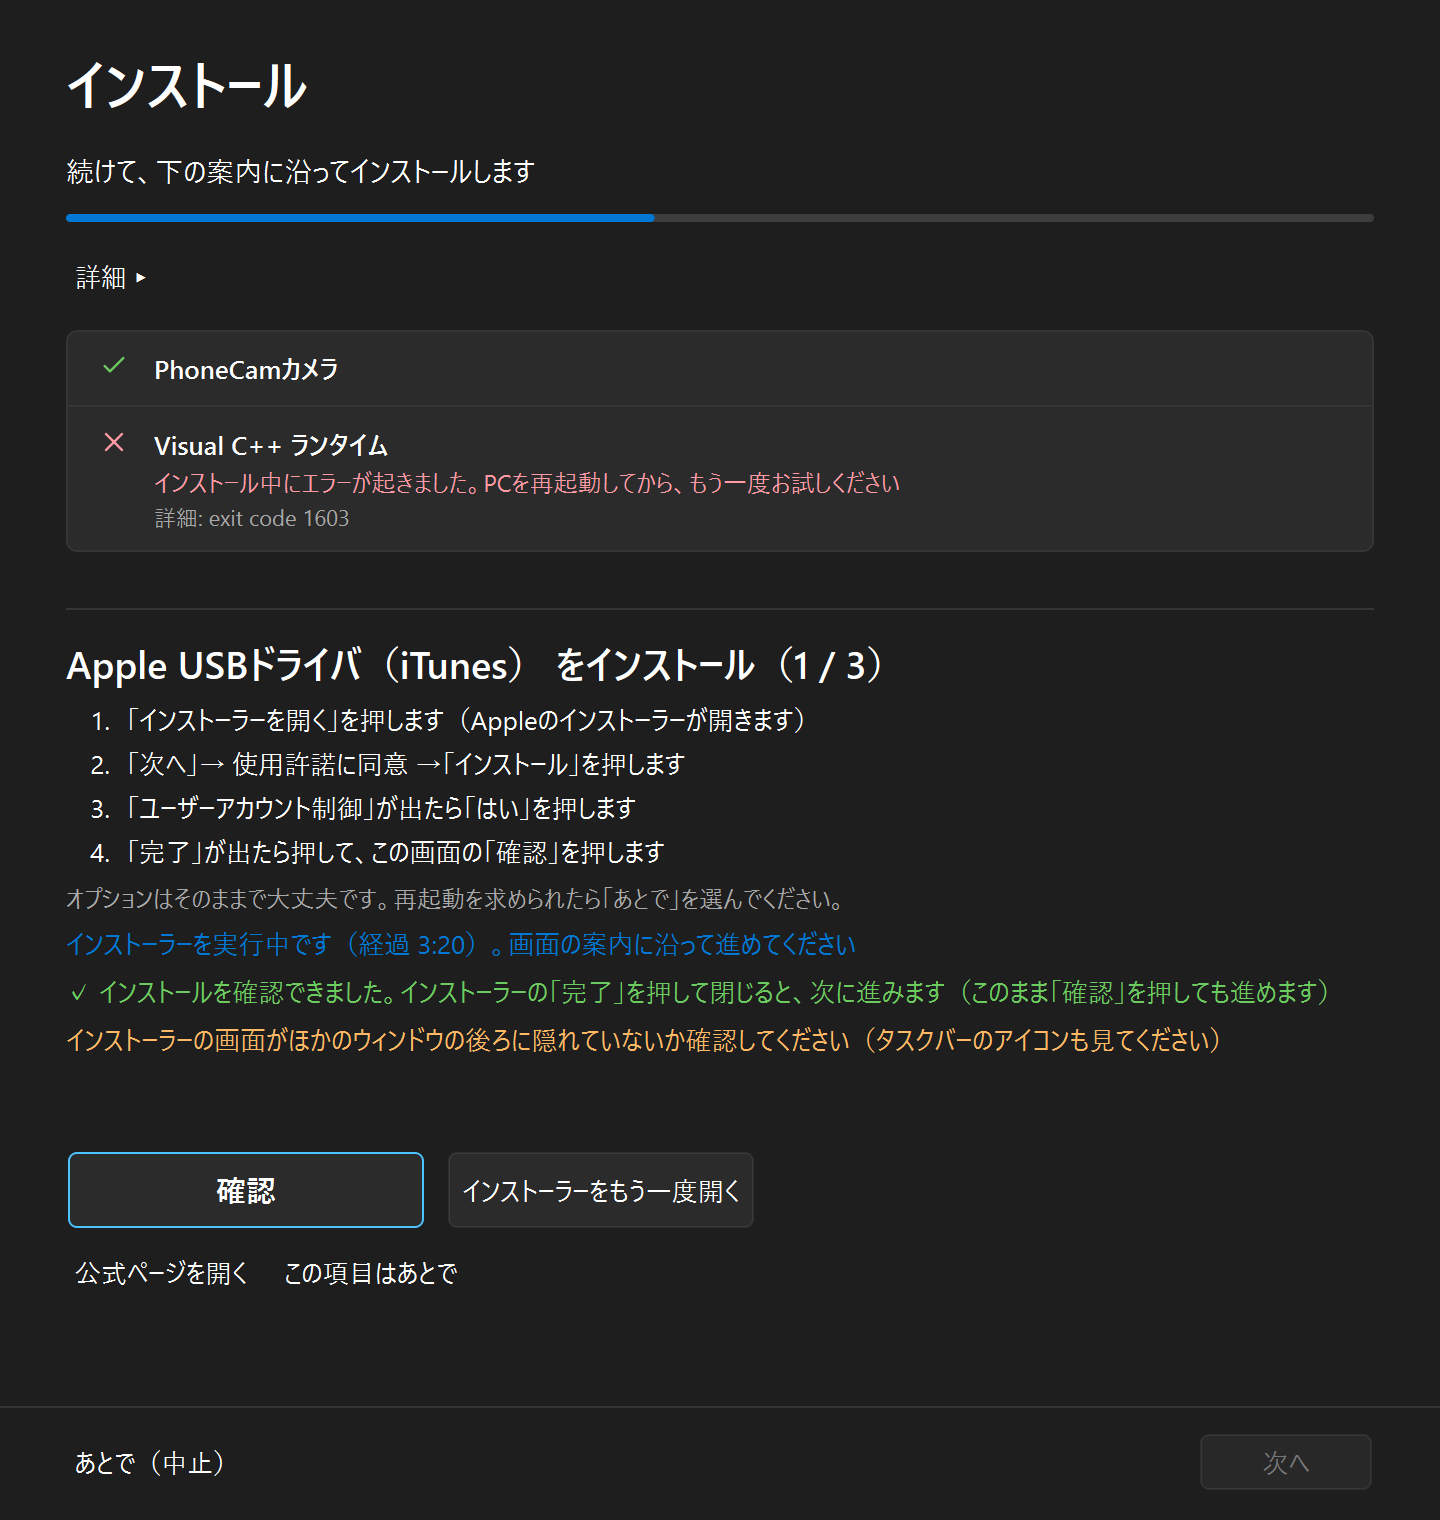 インストール
続けて、下の案内に沿ってインストールします
詳細 ▸
PhoneCamカメラ
Visual C++ ランタイム
インストール中にエラーが起きました。PCを再起動してから、もう一度お試しください
詳細: exit code 1603
Apple USBドライバ（iTunes） をインストール（1 / 3）
1. 「インストーラーを開く」を押します（Appleのインストーラーが開きます）
2. 「次へ」→ 使用許諾に同意 →「インストール」を押します
3. 「ユーザーアカウント制御」が出たら「はい」を押します
4. 「完了」が出たら押して、この画面の「確認」を押します
オプションはそのままで大丈夫です。再起動を求められたら「あとで」を選んでください。
インストーラーを実行中です（経過 3:20）。画面の案内に沿って進めてください
✓ インストールを確認できました。インストーラーの「完了」を押して閉じると、次に進みます（このまま「確認」を押しても進めます）
インストーラーの画面がほかのウィンドウの後ろに隠れていないか確認してください（タスクバーのアイコンも見てください）
確認
インストーラーをもう一度開く
公式ページを開く
この項目はあとで
あとで（中止）
次へ